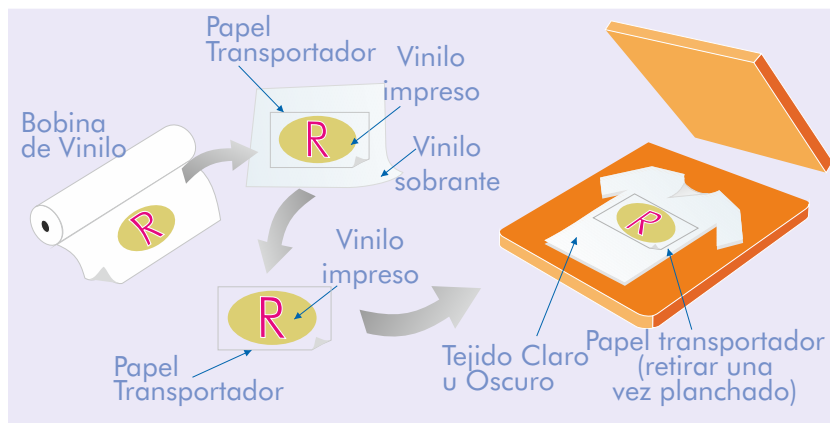 Papel
Transportador
Vinilo
impreso
Bobina
de Vinilo
R
Vinilo
sobrante
R
Vinilo
impreso
R
Papel
Transportador
R
Tejido Claro
u Oscuro
Papel transportador
(retirar una
vez planchado)